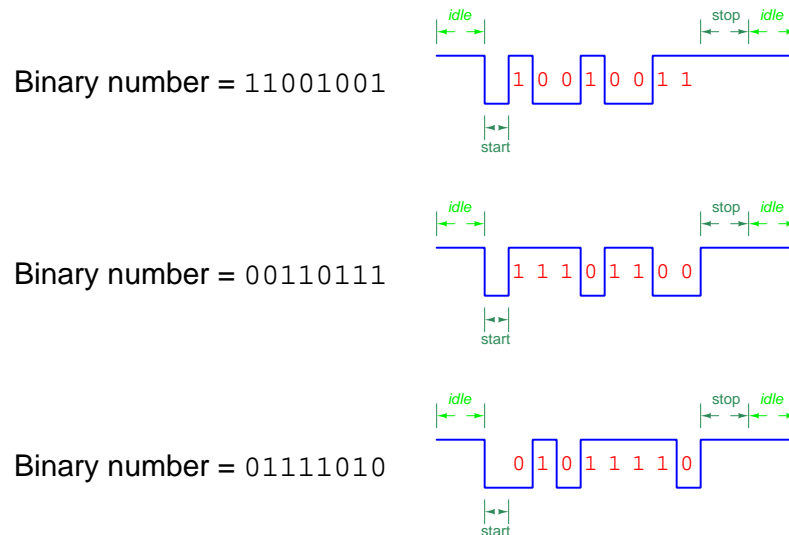 idle stop idle
Binary number = 11001001 1 0 0 1 0 0 1 1
start
idle stop idle
Binary number = 00110111 1 1 1 0 1 1 0 0
start
idle stop idle
Binary number = 01111010 0 1 0 1 1 1 1 0
start